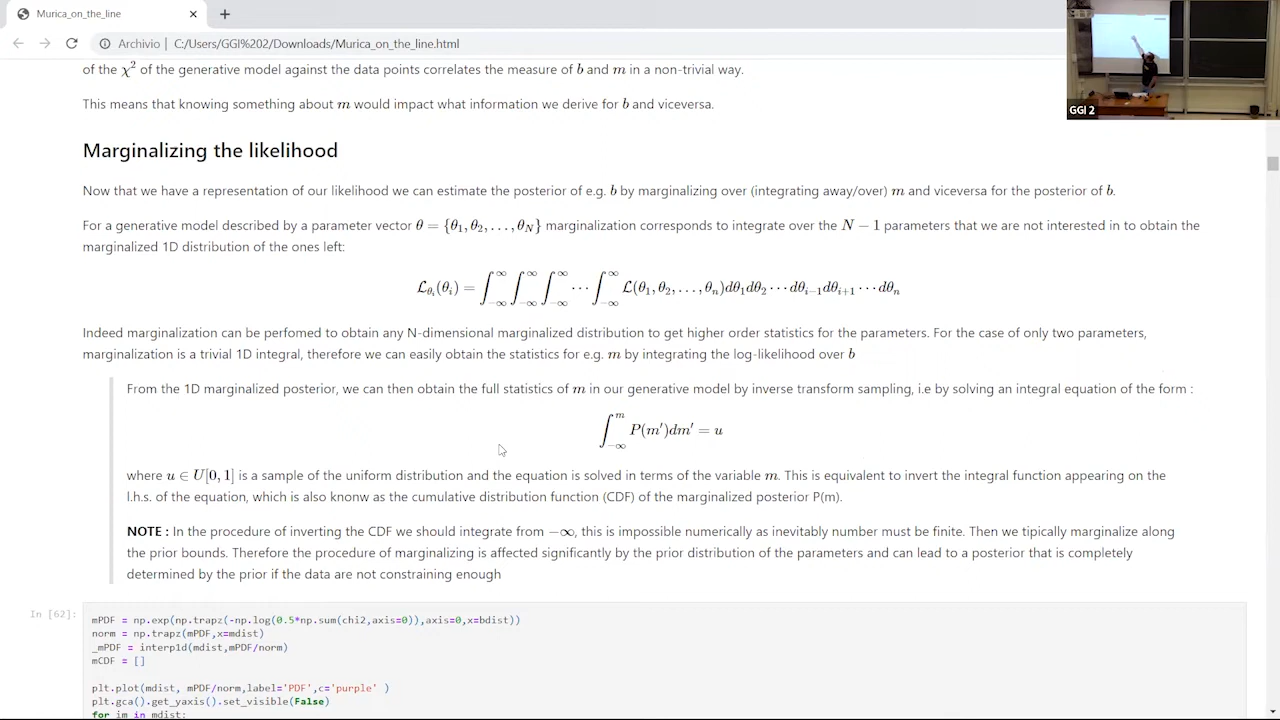 Murica_on_the_line
Archivio | C:/Users/GGI%202/Downloads/Murica_on_the_line.html
GGI 2
of the χ² of the generative model against the data points correlates the measure of b and m in a non-trivial way.
This means that knowing something about m would impact what information we derive for b and viceversa.
Marginalizing the likelihood
Now that we have a representation of our likelihood we can estimate the posterior of e.g. b by marginalizing over (integrating away/over) m and viceversa for the posterior of b.
For a generative model described by a parameter vector θ = {θ₁, θ₂, . . . , θ_N} marginalization corresponds to integrate over the N − 1 parameters that we are not interested in to obtain the
marginalized 1D distribution of the ones left:
ℒ_θᵢ(θᵢ) = ∫_{−∞}^{∞} ∫_{−∞}^{∞} ∫_{−∞}^{∞} ⋯ ∫_{−∞}^{∞} ℒ(θ₁, θ₂, . . . , θₙ)dθ₁dθ₂ ⋯ dθᵢ₋₁dθᵢ₊₁ ⋯ dθₙ
Indeed marginalization can be perfomed to obtain any N-dimensional marginalized distribution to get higher order statistics for the parameters. For the case of only two parameters,
marginalization is a trivial 1D integral, therefore we can easily obtain the statistics for e.g. m by integrating the log-likelihood over b
From the 1D marginalized posterior, we can then obtain the full statistics of m in our generative model by inverse transform sampling, i.e by solving an integral equation of the form :
∫_{−∞}^{m} P(m′)dm′ = u
where u ∈ U[0, 1] is a sample of the uniform distribution and the equation is solved in terms of the variable m. This is equivalent to invert the integral function appearing on the
l.h.s. of the equation, which is also knonw as the cumulative distribution function (CDF) of the marginalized posterior P(m).
NOTE : In the procedure of inverting the CDF we should integrate from −∞, this is impossible numerically as inevitably number must be finite. Then we tipically marginalize along
the prior bounds. Therefore the procedure of marginalizing is affected significantly by the prior distribution of the parameters and can lead to a posterior that is completely
determined by the prior if the data are not constraining enough
In [62]:
mPDF = np.exp(np.trapz(-np.log(0.5*np.sum(chi2,axis=0)),axis=0,x=bdist))
norm = np.trapz(mPDF,x=mdist)
_mPDF = interp1d(mdist,mPDF/norm)
mCDF = []
plt.plot(mdist, mPDF/norm,label='PDF',c='purple' )
plt.gca().get_yaxis().set_visible(False)
for im in mdist: